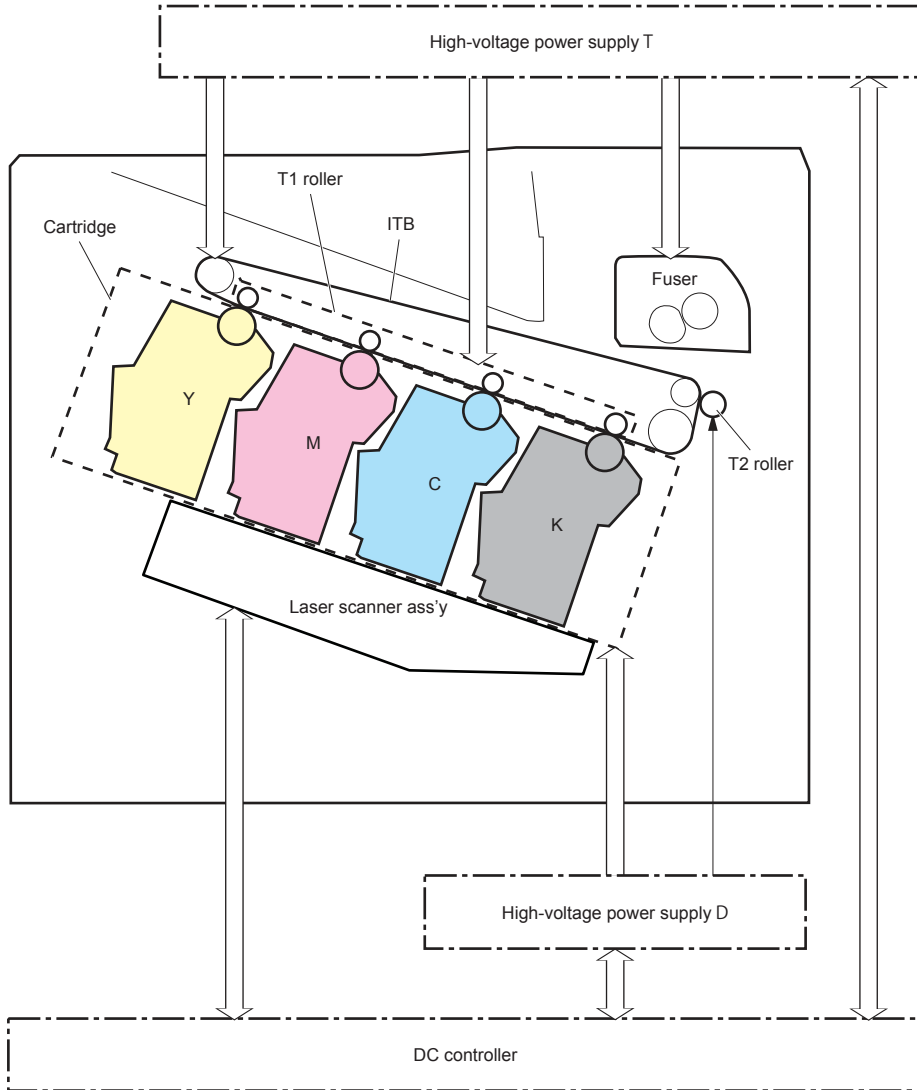 High-voltage power supply T
T1 roller
ITB
Cartridge
Fuser
Y
M
C
K
T2 roller
Laser scanner ass'y
High-voltage power supply D
DC controller